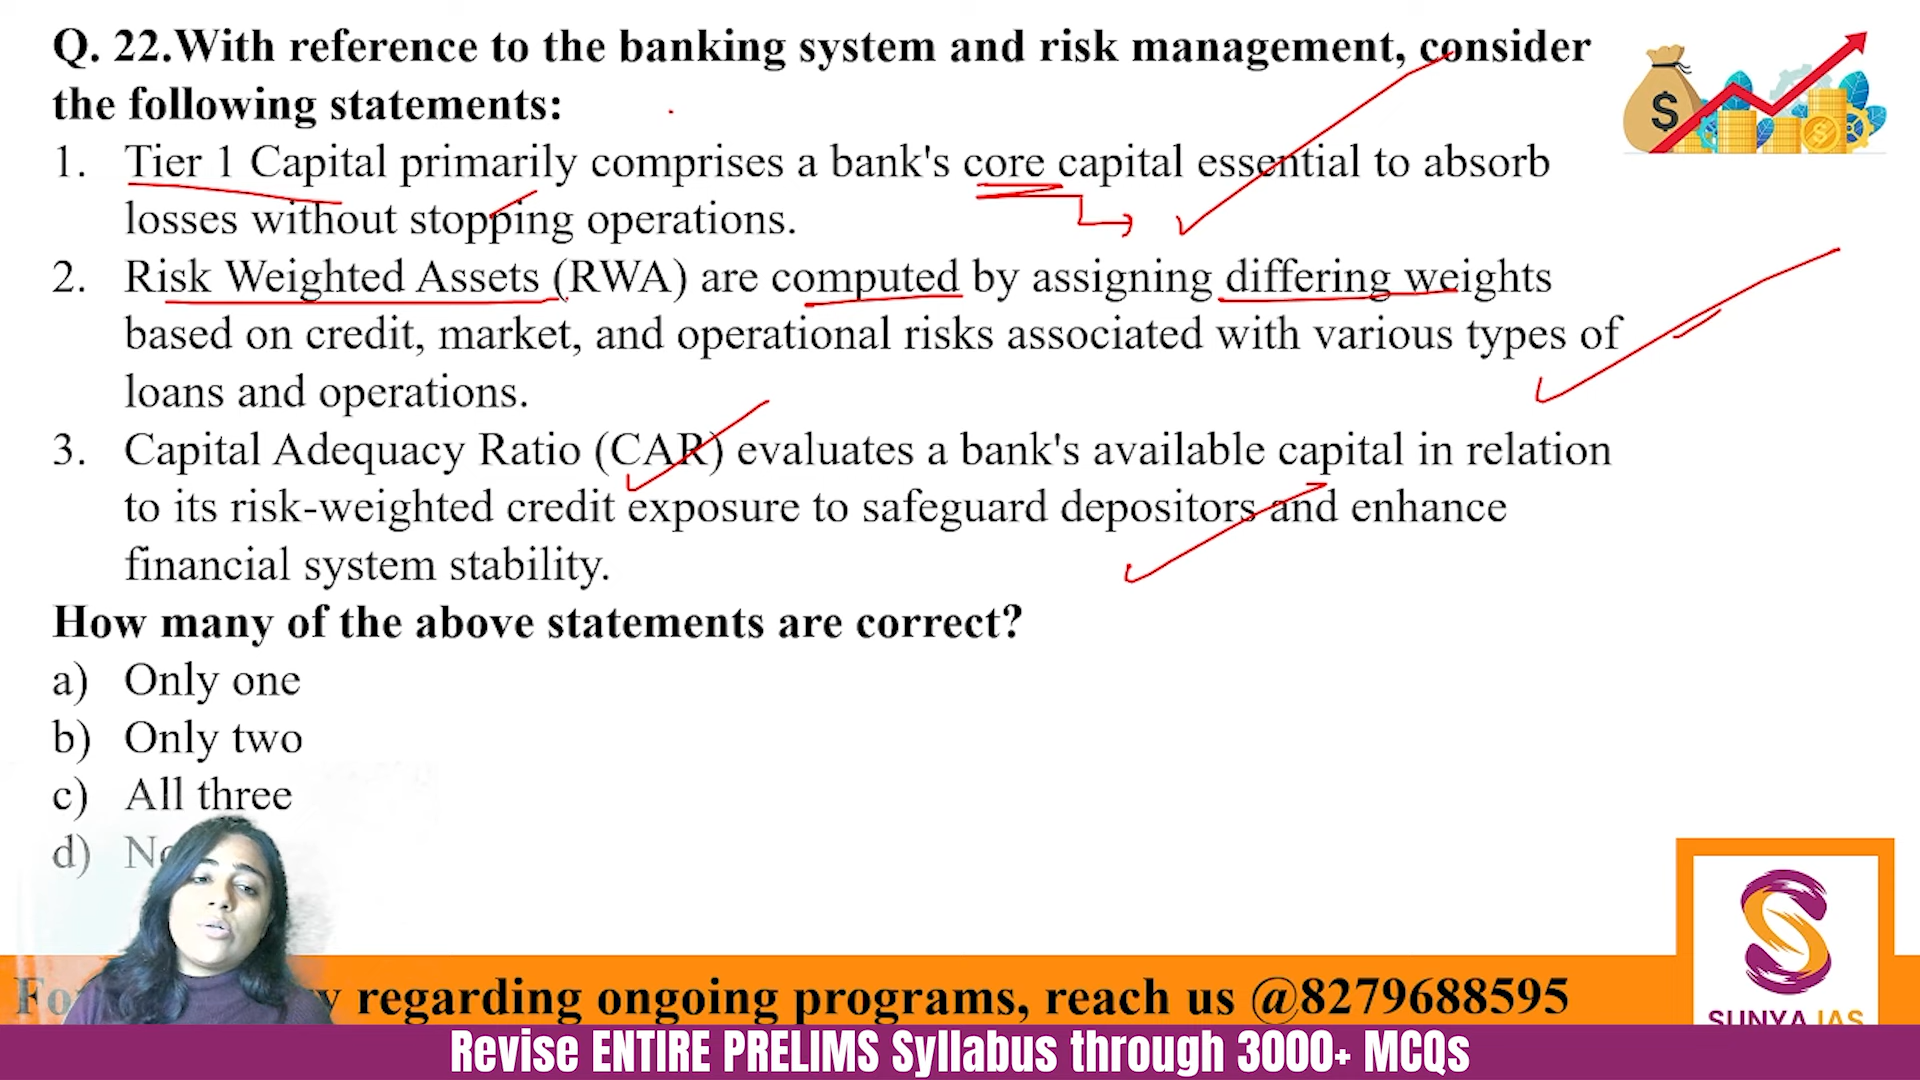 Q. 22.With reference to the banking system and risk management, consider
the following statements:
1. Tier 1 Capital primarily comprises a bank's core capital essential to absorb
losses without stopping operations.
2. Risk Weighted Assets (RWA) are computed by assigning differing weights
based on credit, market, and operational risks associated with various types of
loans and operations.
3. Capital Adequacy Ratio (CAR) evaluates a bank's available capital in relation
to its risk-weighted credit exposure to safeguard depositors and enhance
financial system stability.
How many of the above statements are correct?
a) Only one
b) Only two
c) All three
d)
regarding ongoing programs, reach us @8279688595
SUNYA IAS
Revise ENTIRE PRELIMS Syllabus through 3000+ MCQs